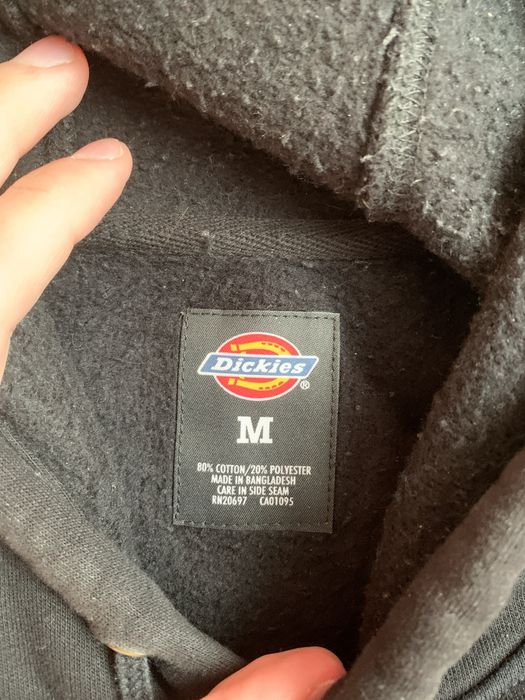 Dickies®
M
80% COTTON/20% POLYESTER
MADE IN BANGLADESH
CARE IN SIDE SEAM
RN20697 CA01095